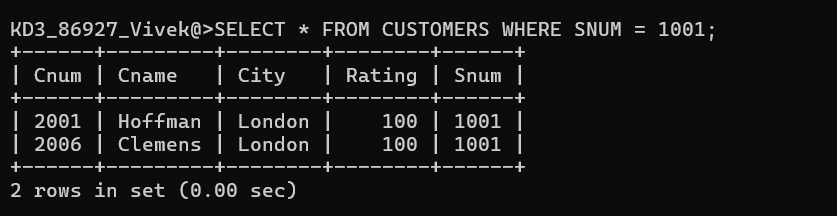 KD3_86927_Vivek@>SELECT * FROM CUSTOMERS WHERE SNUM = 1001;
+------+---------+--------+--------+------+
| Cnum | Cname   | City   | Rating | Snum |
+------+---------+--------+--------+------+
| 2001 | Hoffman | London |    100 | 1001 |
| 2006 | Clemens | London |    100 | 1001 |
+------+---------+--------+--------+------+
2 rows in set (0.00 sec)